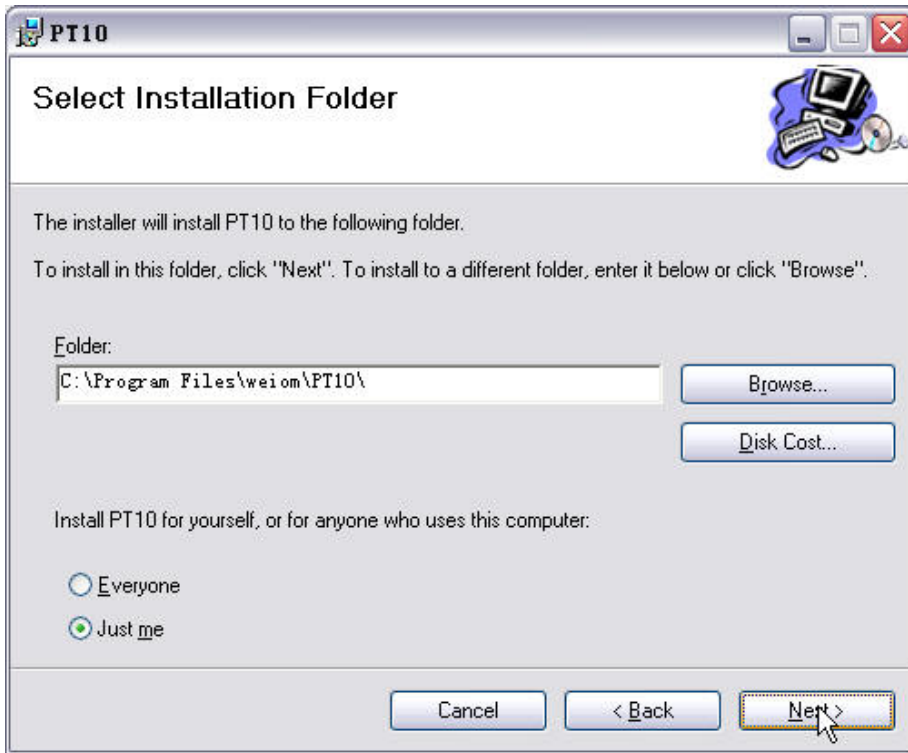 PT10
Select Installation Folder
The installer will install PT10 to the following folder.
To install in this folder, click "Next". To install to a different folder, enter it below or click "Browse".
Folder:
C:\Program Files\weiom\PT10\
Browse...
Disk Cost...
Install PT10 for yourself, or for anyone who uses this computer:
Everyone
Just me
Cancel
< Back
Next >